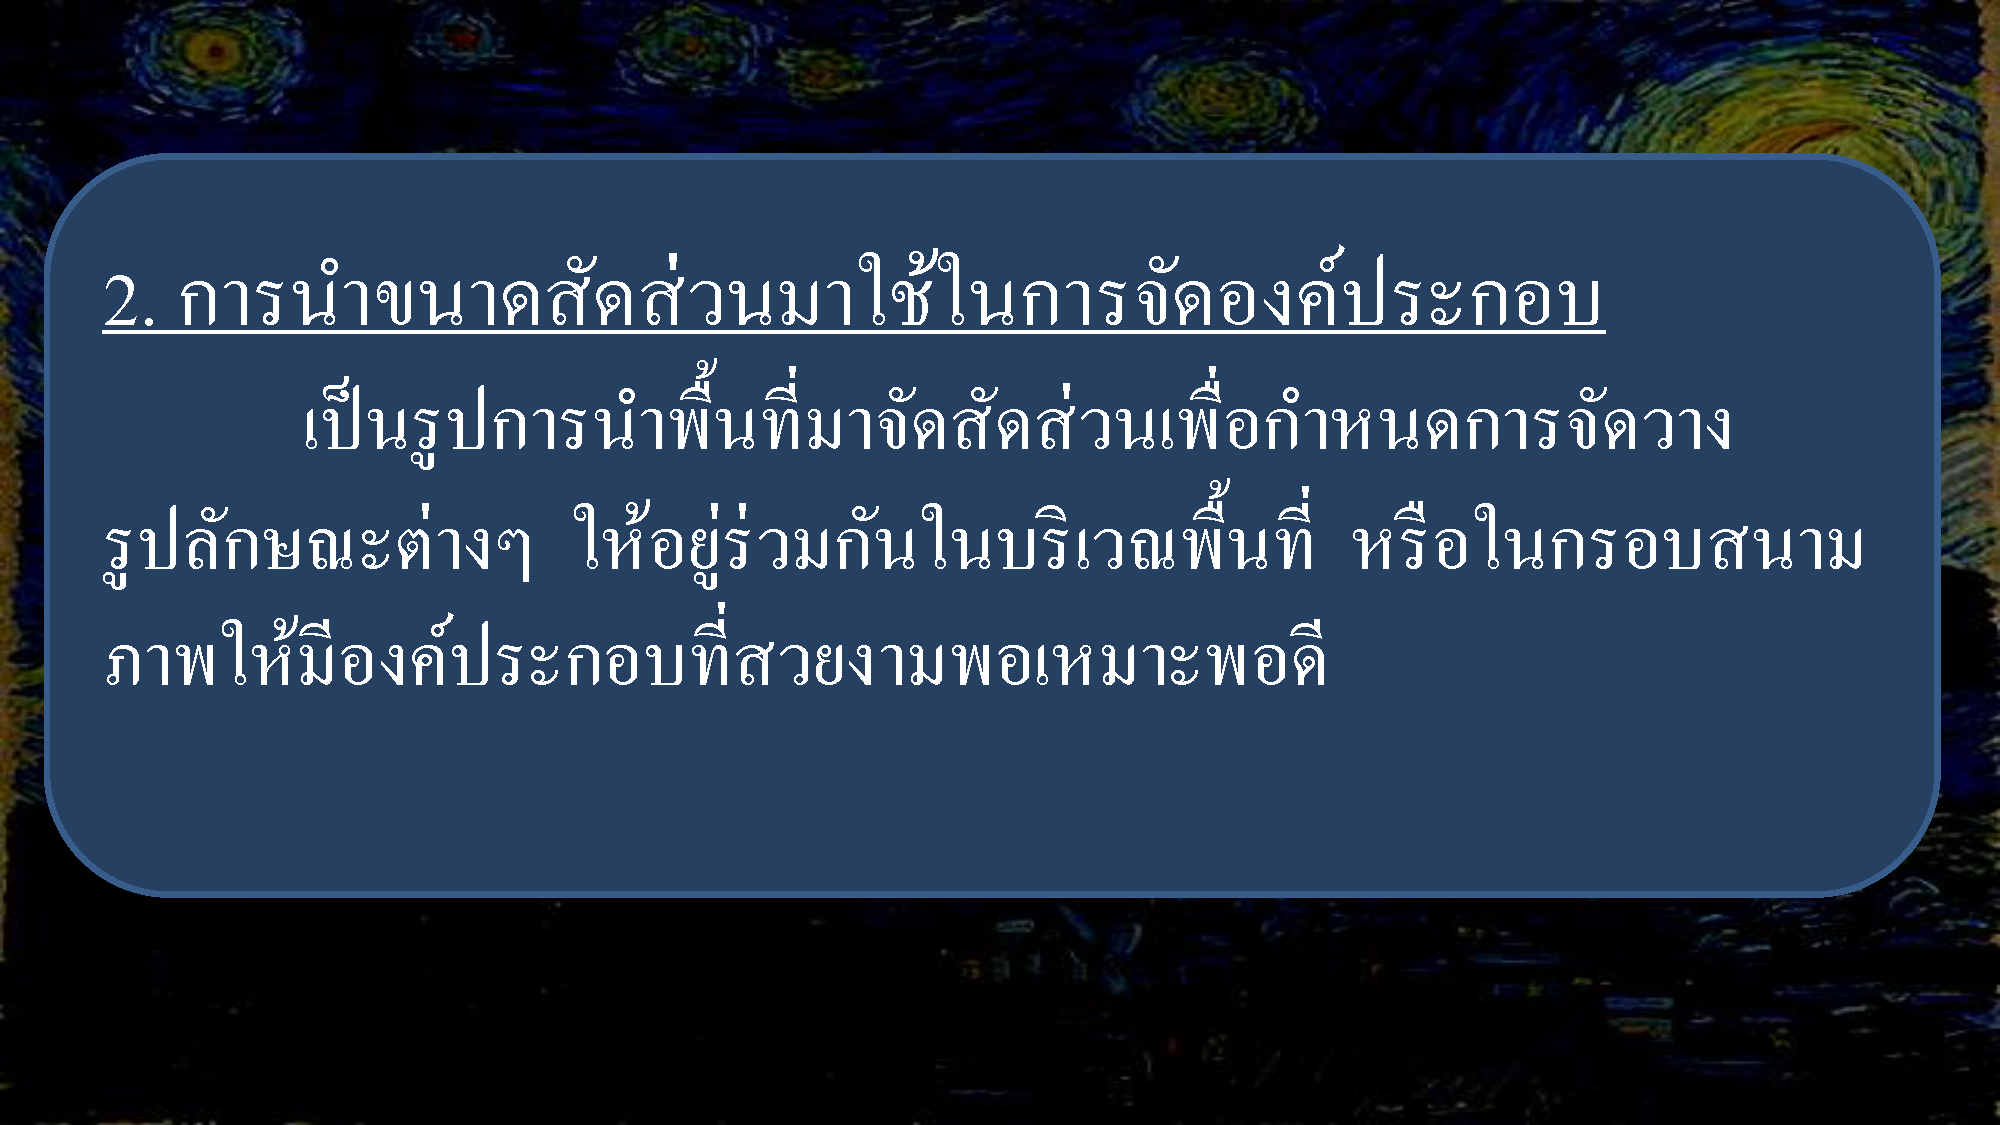 2. การนำขนาดสัดส่วนมาใช้ในการจัดองค์ประกอบ
เป็นรูปการนำพื้นที่มาจัดสัดส่วนเพื่อกำหนดการจัดวาง
รูปลักษณะต่างๆ ให้อยู่ร่วมกันในบริเวณพื้นที่ หรือในกรอบสนาม
ภาพให้มีองค์ประกอบที่สวยงามพอเหมาะพอดี